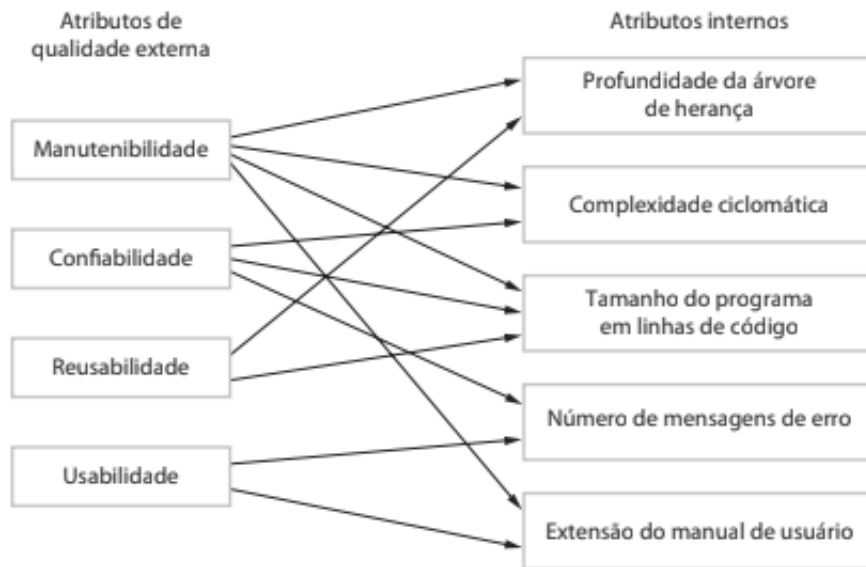 Atributos de
qualidade externa
Atributos internos
Manutenibilidade
Confiabilidade
Reusabilidade
Usabilidade
Profundidade da árvore
de herança
Complexidade ciclomática
Tamanho do programa
em linhas de código
Número de mensagens de erro
Extensão do manual de usuário